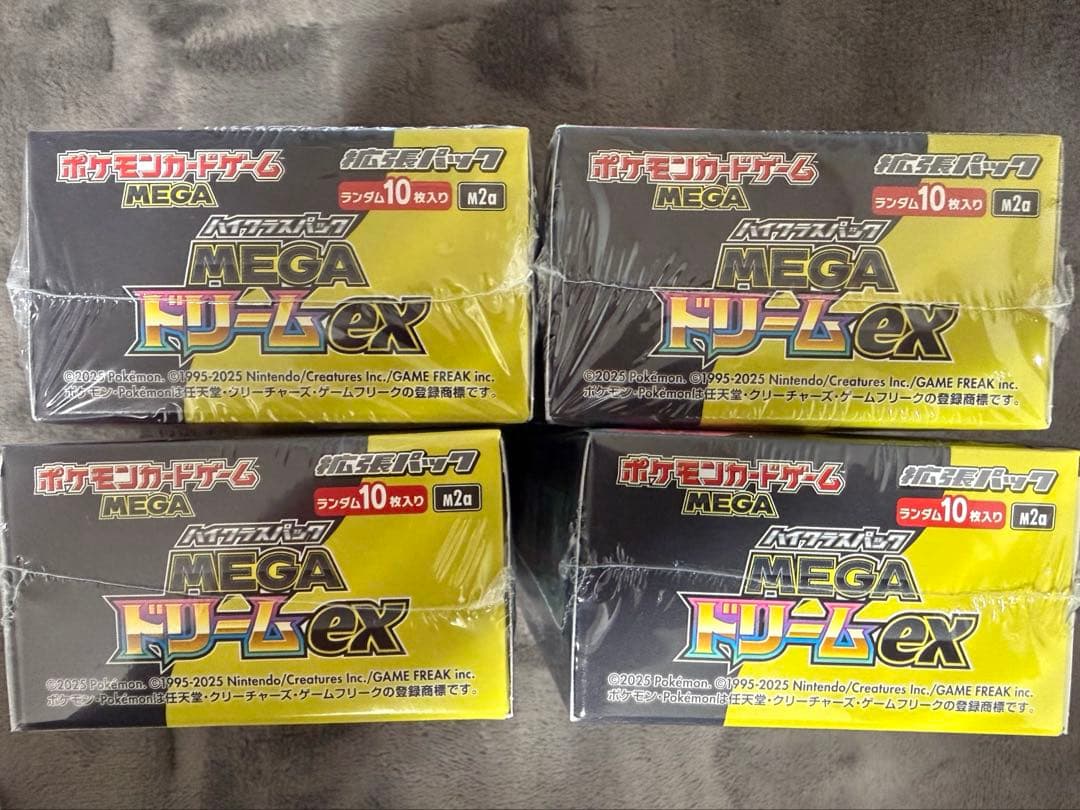 ポケモンカードゲーム
MEGA
拡張パック
ランダム10枚入り M2a
ハイクラスパック
MEGA
ドリームex
©2025 Pokémon. ©1995-2025 Nintendo/Creatures Inc./GAME FREAK inc.
ポケモン・Pokémonは任天堂・クリーチャーズ・ゲームフリークの登録商標です。
ポケモンカードゲーム
MEGA
拡張パック
ランダム10枚入り M2a
ハイクラスパック
MEGA
ドリームex
©2025 Pokémon. ©1995-2025 Nintendo/Creatures Inc./GAME FREAK inc.
ポケモン・Pokémonは任天堂・クリーチャーズ・ゲームフリークの登録商標です。
ポケモンカードゲーム
MEGA
拡張パック
ランダム10枚入り M2a
ハイクラスパック
MEGA
ドリームex
©2025 Pokémon. ©1995-2025 Nintendo/Creatures Inc./GAME FREAK inc.
ポケモン・Pokémonは任天堂・クリーチャーズ・ゲームフリークの登録商標です。
ポケモンカードゲーム
MEGA
拡張パック
ランダム10枚入り M2a
ハイクラスパック
MEGA
ドリームex
©2025 Pokémon. ©1995-2025 Nintendo/Creatures Inc./GAME FREAK inc.
ポケモン・Pokémonは任天堂・クリーチャーズ・ゲームフリークの登録商標です。